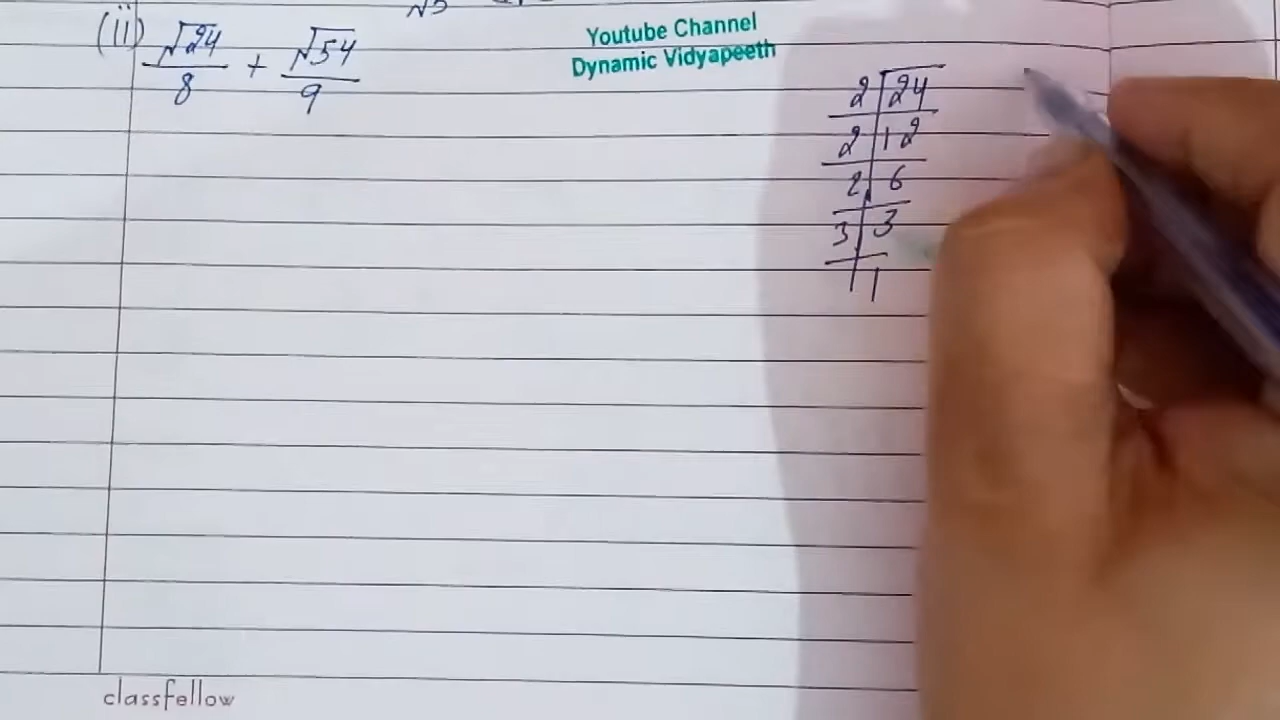 √5
(ii) √24/8 + √54/9
Youtube Channel
Dynamic Vidyapeeth
2 | 24
2 | 12
2 | 6
3 | 3
| 1
classfellow